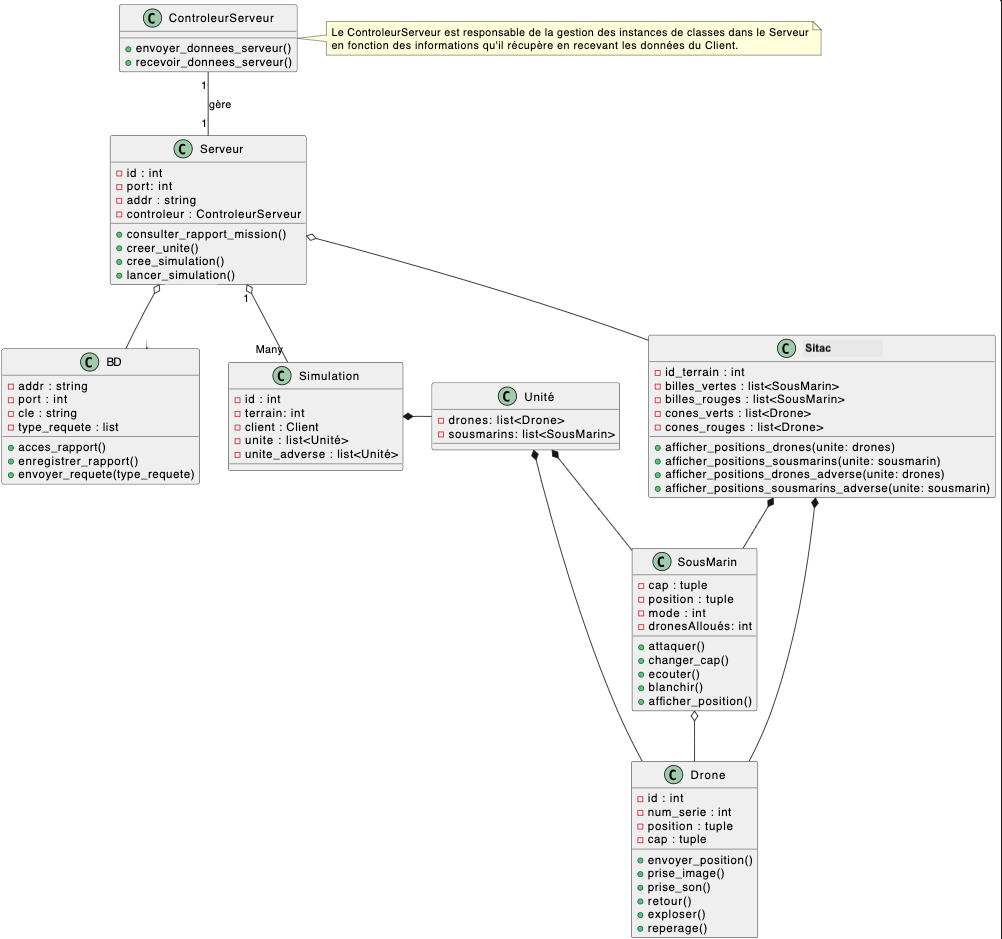 C ControleurServeur
envoyer_donnees_serveur()
recevoir_donnees_serveur()
Le ControleurServeur est responsable de la gestion des instances de classes dans le Serveur
en fonction des informations qu'il récupère en recevant les données du Client.
1
gère
1
C Serveur
id : int
port: int
addr : string
controleur : ControleurServeur
consulter_rapport_mission()
creer_unite()
cree_simulation()
lancer_simulation()
1
Many
C BD
addr : string
port : int
cle : string
type_requete : list
acces_rapport()
enregistrer_rapport()
envoyer_requete(type_requete)
C Simulation
id : int
terrain: int
client : Client
unite : list<Unité>
unite_adverse : list<Unité>
C Unité
drones: list<Drone>
sousmarins: list<SousMarin>
C Sitac
id_terrain : int
billes_vertes : list<SousMarin>
billes_rouges : list<SousMarin>
cones_verts : list<Drone>
cones_rouges : list<Drone>
afficher_positions_drones(unite: drones)
afficher_positions_sousmarins(unite: sousmarin)
afficher_positions_drones_adverse(unite: drones)
afficher_positions_sousmarins_adverse(unite: sousmarin)
C SousMarin
cap : tuple
position : tuple
mode : int
dronesAlloués: int
attaquer()
changer_cap()
ecouter()
blanchir()
afficher_position()
C Drone
id : int
num_serie : int
position : tuple
cap : tuple
envoyer_position()
prise_image()
prise_son()
retour()
exploser()
reperage()